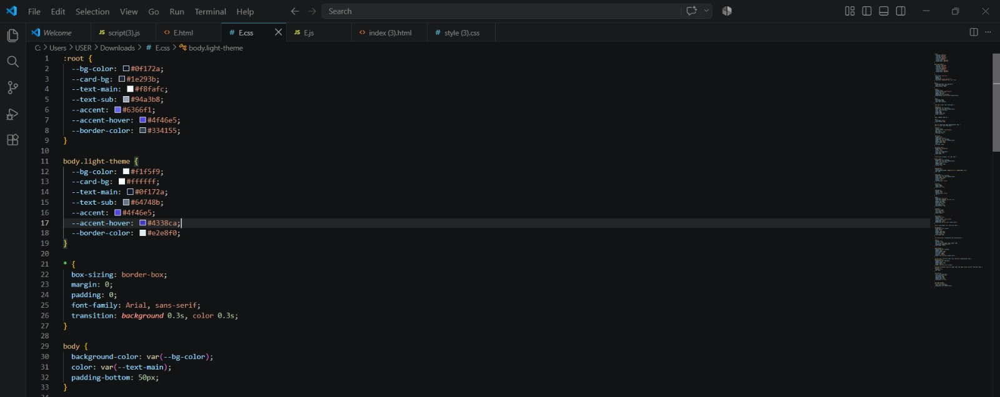 File Edit Selection View Go Run Terminal Help Search
Welcome JS script(3).js <> E.html # E.css JS E.js <> index (3).html # style (3).css
C: > Users > USER > Downloads > # E.css > body.light-theme
1 :root {
2 --bg-color: #0f172a;
3 --card-bg: #1e293b;
4 --text-main: #f8fafc;
5 --text-sub: #94a3b8;
6 --accent: #6366f1;
7 --accent-hover: #4f46e5;
8 --border-color: #334155;
9 }
10
11 body.light-theme {
12 --bg-color: #f1f5f9;
13 --card-bg: #ffffff;
14 --text-main: #0f172a;
15 --text-sub: #64748b;
16 --accent: #4f46e5;
17 --accent-hover: #4338ca;
18 --border-color: #e2e8f0;
19 }
20
21 * {
22 box-sizing: border-box;
23 margin: 0;
24 padding: 0;
25 font-family: Arial, sans-serif;
26 transition: background 0.3s, color 0.3s;
27 }
28
29 body {
30 background-color: var(--bg-color);
31 color: var(--text-main);
32 padding-bottom: 50px;
33 }